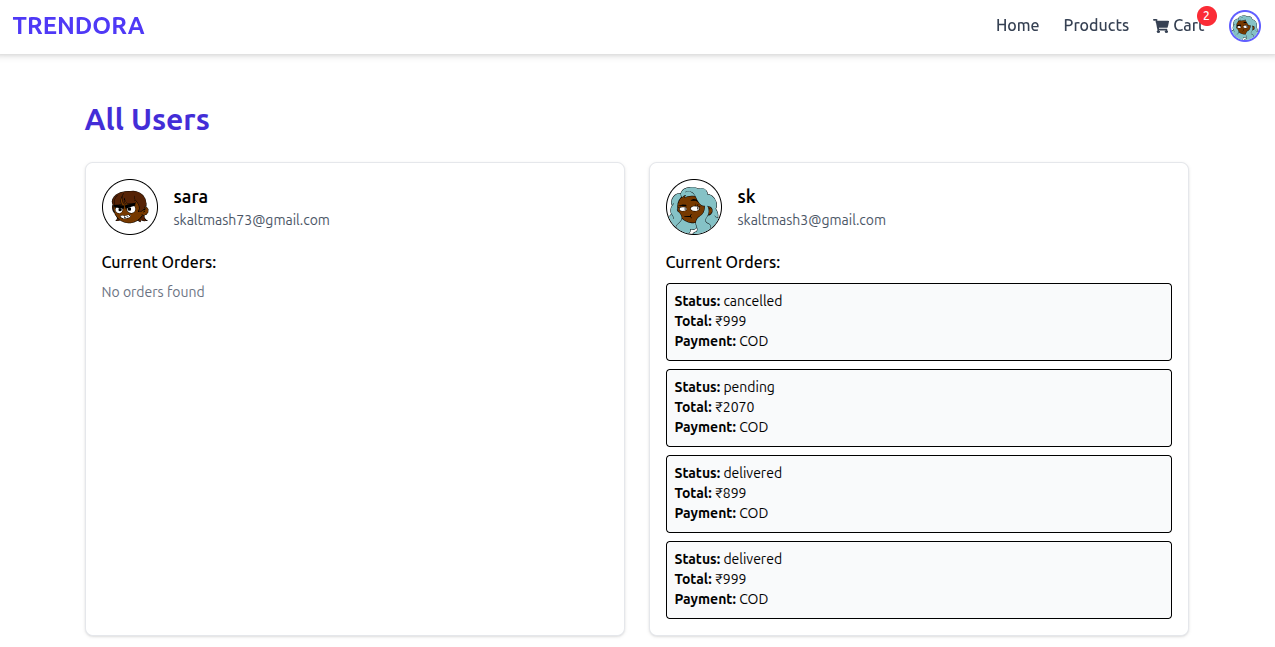 TRENDORA
Home Products Cart 2
All Users
sara
skaltmash73@gmail.com
Current Orders:
No orders found
sk
skaltmash3@gmail.com
Current Orders:
Status: cancelled
Total: ₹999
Payment: COD
Status: pending
Total: ₹2070
Payment: COD
Status: delivered
Total: ₹899
Payment: COD
Status: delivered
Total: ₹999
Payment: COD